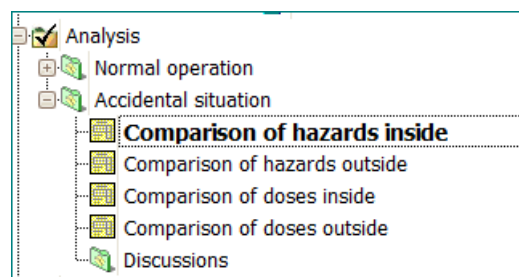 Analysis
Normal operation
Accidental situation
Comparison of hazards inside
Comparison of hazards outside
Comparison of doses inside
Comparison of doses outside
Discussions